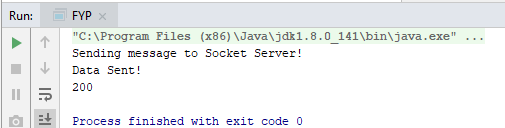 Run: FYP
"C:\Program Files (x86)\Java\jdk1.8.0_141\bin\java.exe" ...
Sending message to Socket Server!
Data Sent!
200
Process finished with exit code 0